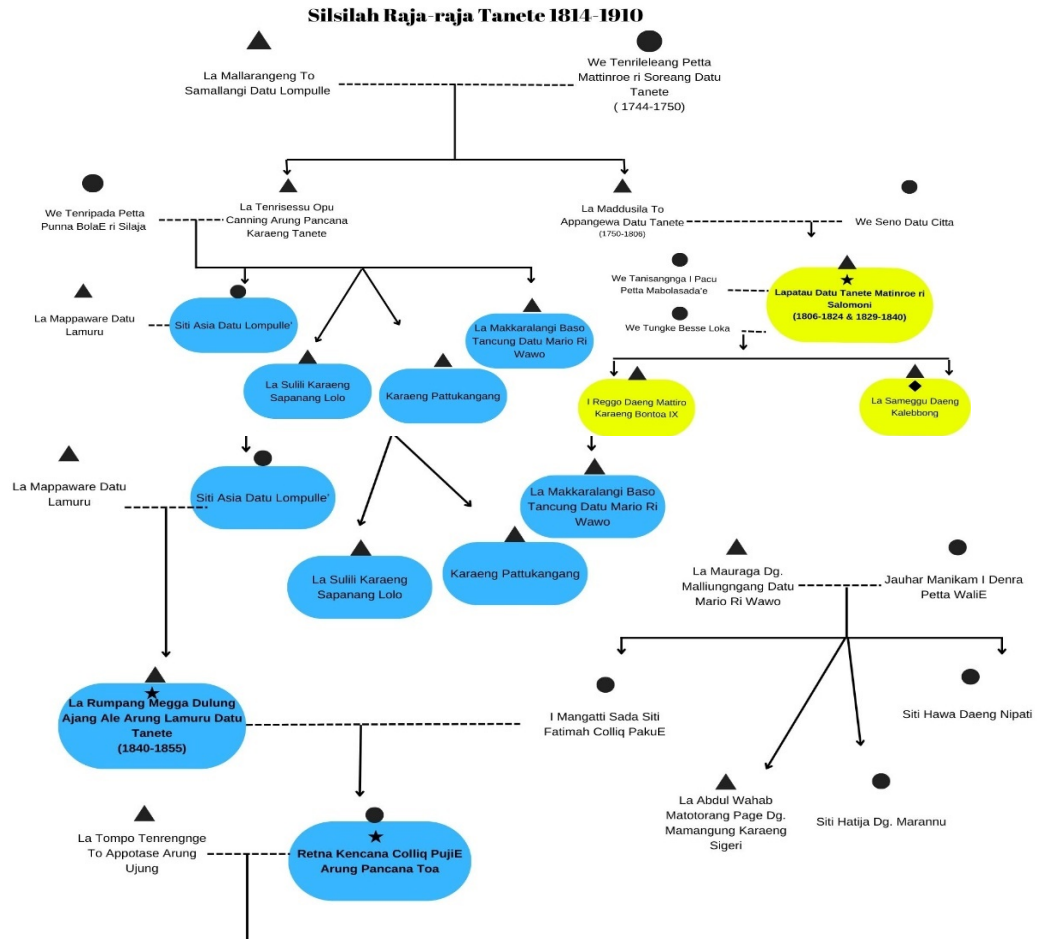 Silsilah Raja-raja Tanete 1814-1910
La Mallarangeng To
Samallangi Datu Lompulle
We Tenrileleang Petta
Mattinroe ri Soreang Datu
Tanete
( 1744-1750)
We Tenripada Petta
Punna BolaE ri Silaja
La Tenrisessu Opu
Canning Arung Pancana
Karaeng Tanete
La Maddusila To
Appangewa Datu Tanete
(1750-1806)
We Seno Datu Citta
We Tanisangnga I Pacu
Petta Mabolasada'e
Lapatau Datu Tanete Matinroe ri
Salomoni
(1806-1824 & 1829-1840)
We Tungke Besse Loka
La Mappaware Datu
Lamuru
Siti Asia Datu Lompulle'
La Makkaralangi Baso
Tancung Datu Mario Ri
Wawo
La Sulili Karaeng
Sapanang Lolo
Karaeng Pattukangang
I Reggo Daeng Mattiro
Karaeng Bontoa IX
La Sameggu Daeng
Kalebbong
La Mappaware Datu
Lamuru
Siti Asia Datu Lompulle'
La Makkaralangi Baso
Tancung Datu Mario Ri
Wawo
La Sulili Karaeng
Sapanang Lolo
Karaeng Pattukangang
La Mauraga Dg.
Malliungngang Datu
Mario Ri Wawo
Jauhar Manikam I Denra
Petta WaliE
La Rumpang Megga Dulung
Ajang Ale Arung Lamuru Datu
Tanete
(1840-1855)
I Mangatti Sada Siti
Fatimah Colliq PakuE
Siti Hawa Daeng Nipati
La Abdul Wahab
Matotorang Page Dg.
Mamangung Karaeng
Sigeri
Siti Hatija Dg. Marannu
La Tompo Tenrengnge
To Appotase Arung
Ujung
Retna Kencana Colliq PujiE
Arung Pancana Toa